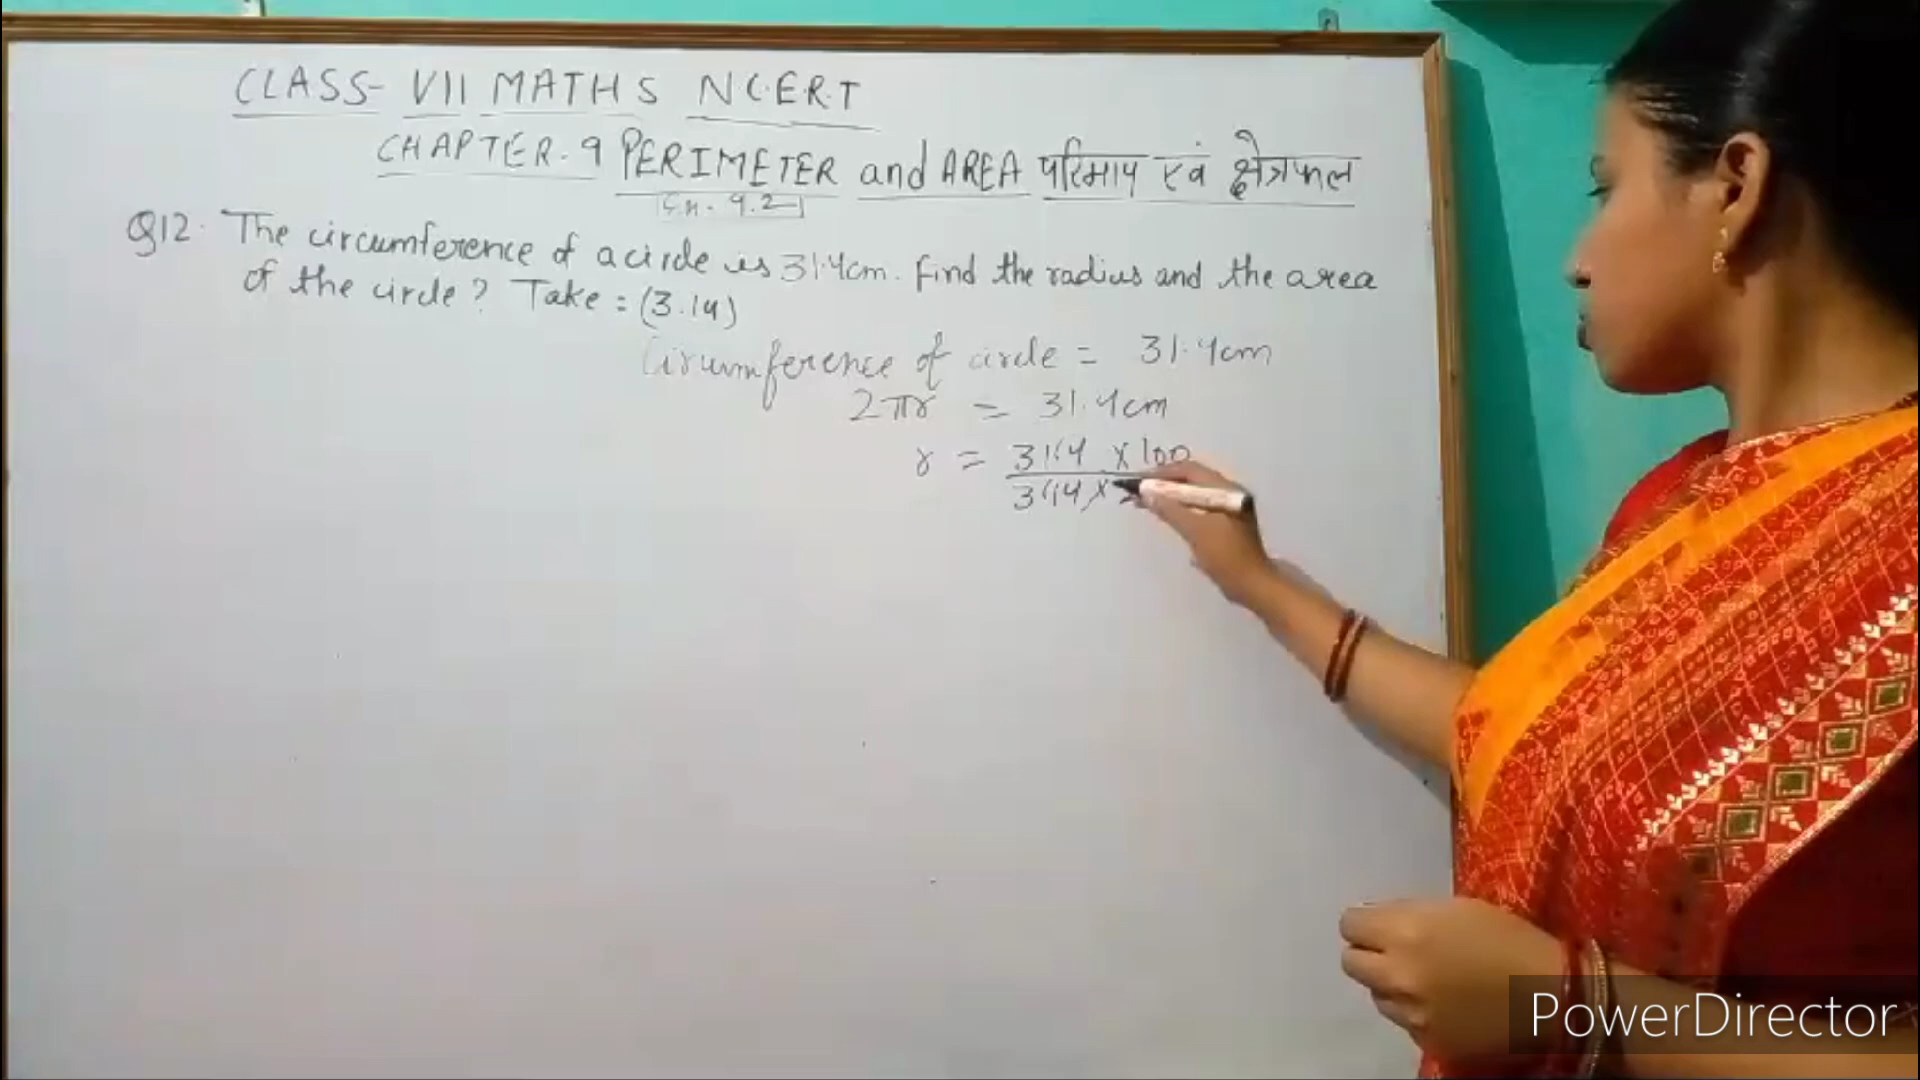 CLASS- VII MATHS N.C.E.R.T
CHAPTER-9 PERIMETER and AREA परिमाप एवं क्षेत्रफल
9.2
Q12. The circumference of a circle is 31.4cm. find the radius and the area
of the circle? Take = (3.14)
Circumference of circle = 31.4cm
2πr = 31.4cm
r = 31.4 × 100
3.14 ×
PowerDirector